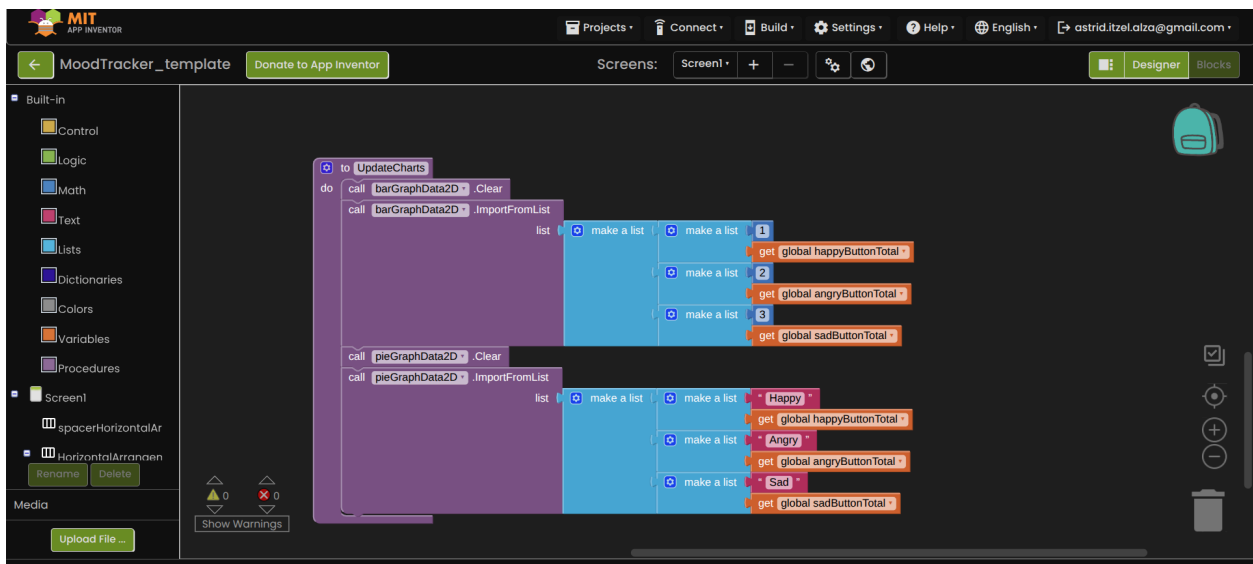 MIT
APP INVENTOR
Projects
Connect
Build
Settings
Help
English
astrid.itzel.alza@gmail.com
MoodTracker_template
Donate to App Inventor
Screens:
Screen1
Designer
Blocks
Built-in
Control
Logic
Math
Text
Lists
Dictionaries
Colors
Variables
Procedures
Screen1
spacerHorizontalAr
HorizontalArrangen
Rename
Delete
Media
Upload File ...
to UpdateCharts
do call barGraphData2D .Clear
call barGraphData2D .ImportFromList
list make a list make a list 1
get global happyButtonTotal
make a list 2
get global angryButtonTotal
make a list 3
get global sadButtonTotal
call pieGraphData2D .Clear
call pieGraphData2D .ImportFromList
list make a list make a list " Happy "
get global happyButtonTotal
make a list " Angry "
get global angryButtonTotal
make a list " Sad "
get global sadButtonTotal
0 0
Show Warnings